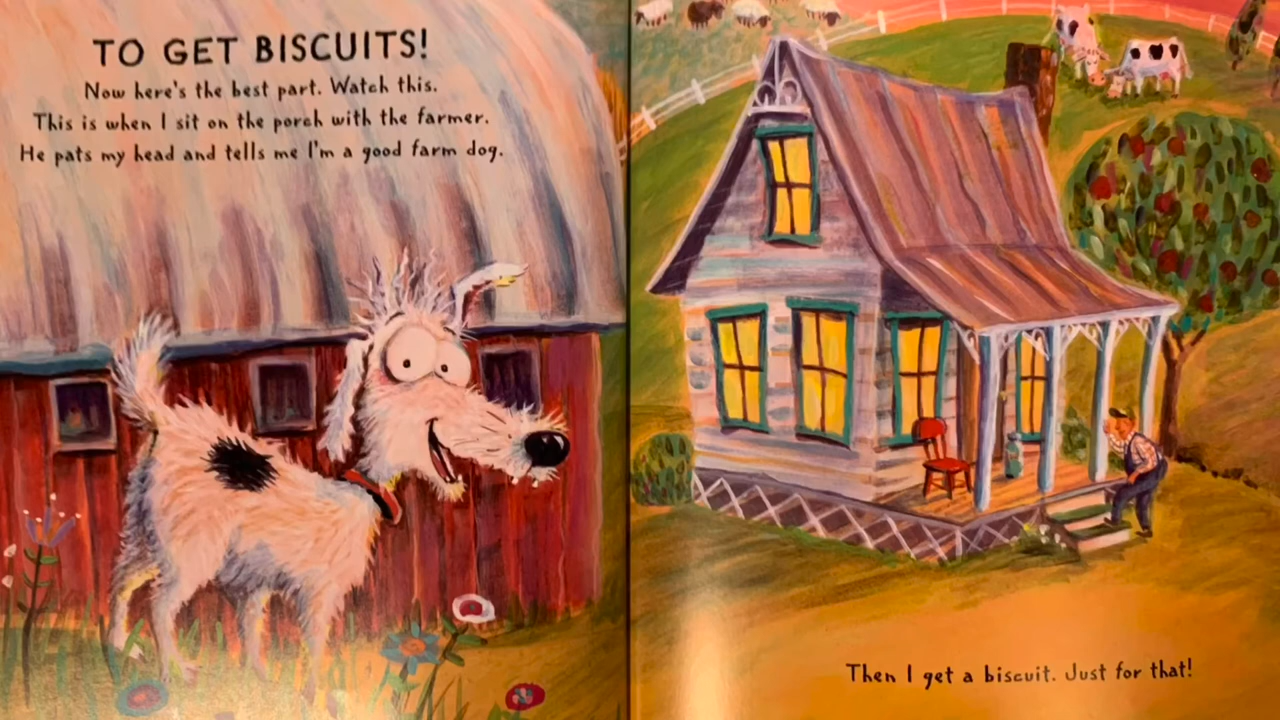 TO GET BISCUITS!
Now here's the best part. Watch this.
This is when I sit on the porch with the farmer.
He pats my head and tells me I'm a good farm dog.
Then I get a biscuit. Just for that!